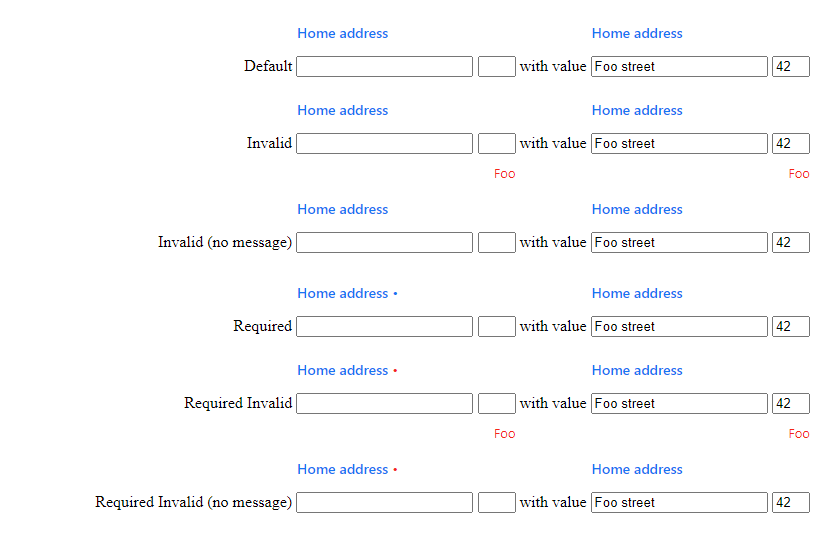 Home address Home address
Default with value Foo street 42
Home address Home address
Invalid with value Foo street 42
Foo Foo
Home address Home address
Invalid (no message) with value Foo street 42
Home address • Home address
Required with value Foo street 42
Home address • Home address
Required Invalid with value Foo street 42
Foo Foo
Home address • Home address
Required Invalid (no message) with value Foo street 42